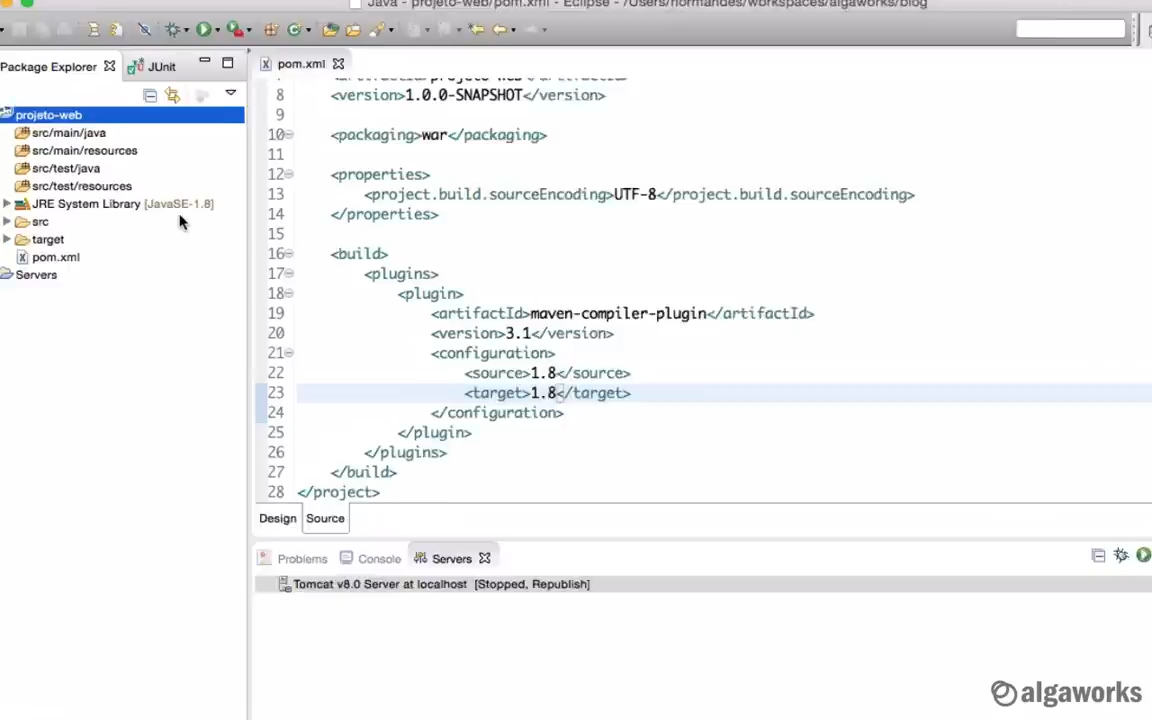 Java - projeto-web/pom.xml - Eclipse - /Users/normandes/workspaces/algaworks/blog
Package Explorer
JUnit
projeto-web
src/main/java
src/main/resources
src/test/java
src/test/resources
JRE System Library [JavaSE-1.8]
src
target
pom.xml
Servers
pom.xml
7 <artifactId>projeto-web</artifactId>
8 <version>1.0.0-SNAPSHOT</version>
9
10 <packaging>war</packaging>
11
12 <properties>
13 <project.build.sourceEncoding>UTF-8</project.build.sourceEncoding>
14 </properties>
15
16 <build>
17 <plugins>
18 <plugin>
19 <artifactId>maven-compiler-plugin</artifactId>
20 <version>3.1</version>
21 <configuration>
22 <source>1.8</source>
23 <target>1.8</target>
24 </configuration>
25 </plugin>
26 </plugins>
27 </build>
28 </project>
Design Source
Problems Console Servers
Tomcat v8.0 Server at localhost [Stopped, Republish]
algaworks